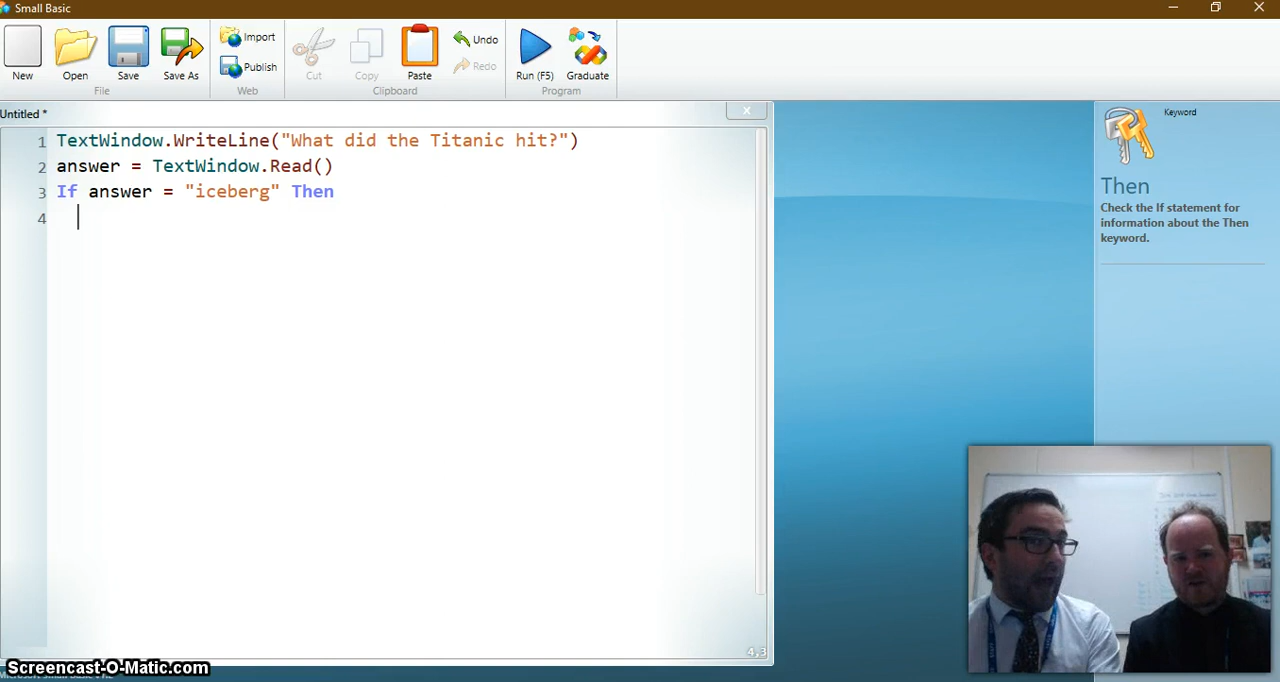 Small Basic
New
Open
Save
Save As
File
Import
Publish
Web
Cut
Copy
Paste
Undo
Redo
Clipboard
Run (F5)
Graduate
Program
Untitled *
1 TextWindow.WriteLine("What did the Titanic hit?")
2 answer = TextWindow.Read()
3 If answer = "iceberg" Then
4
4,3
Keyword
Then
Check the If statement for
information about the Then
keyword.
Screencast-O-Matic.com